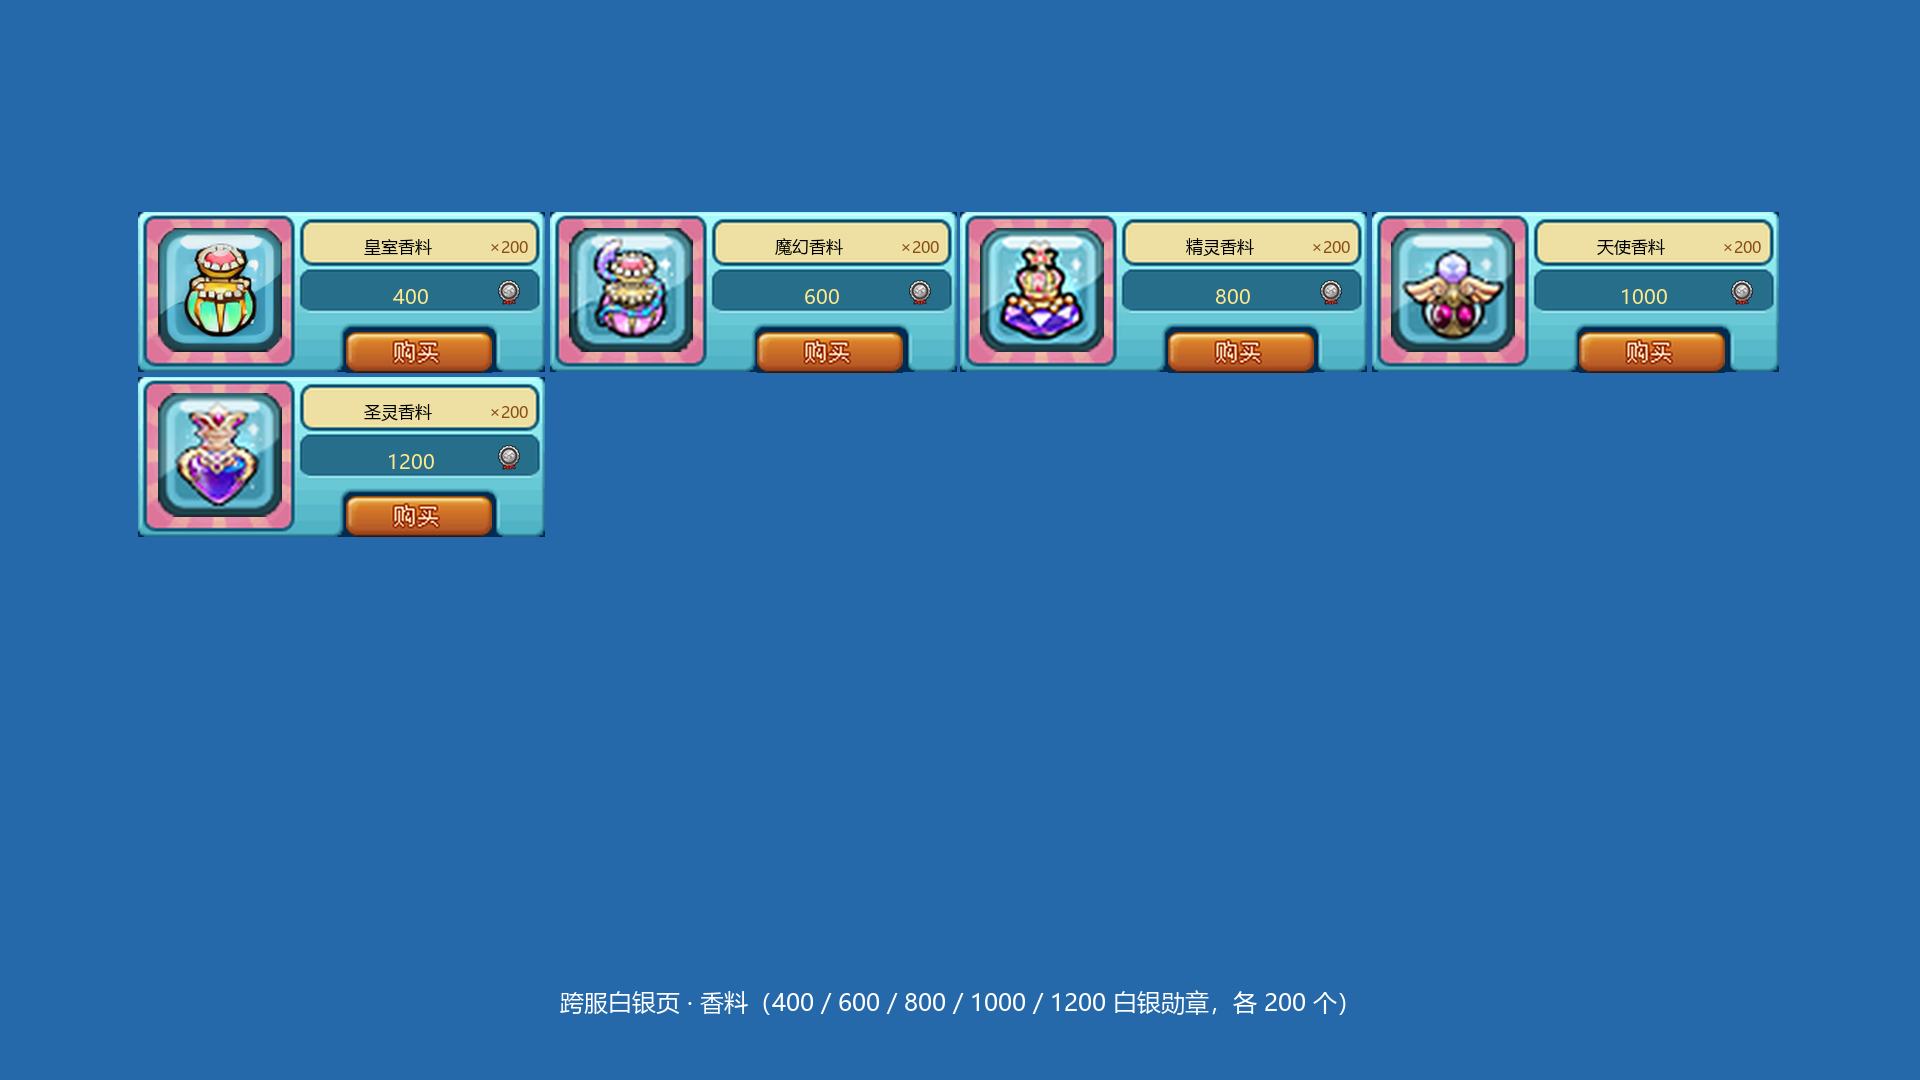 皇室香料 ×200
400
购买
魔幻香料 ×200
600
购买
精灵香料 ×200
800
购买
天使香料 ×200
1000
购买
圣灵香料 ×200
1200
购买
跨服白银页 · 香料（400 / 600 / 800 / 1000 / 1200 白银勋章，各 200 个）